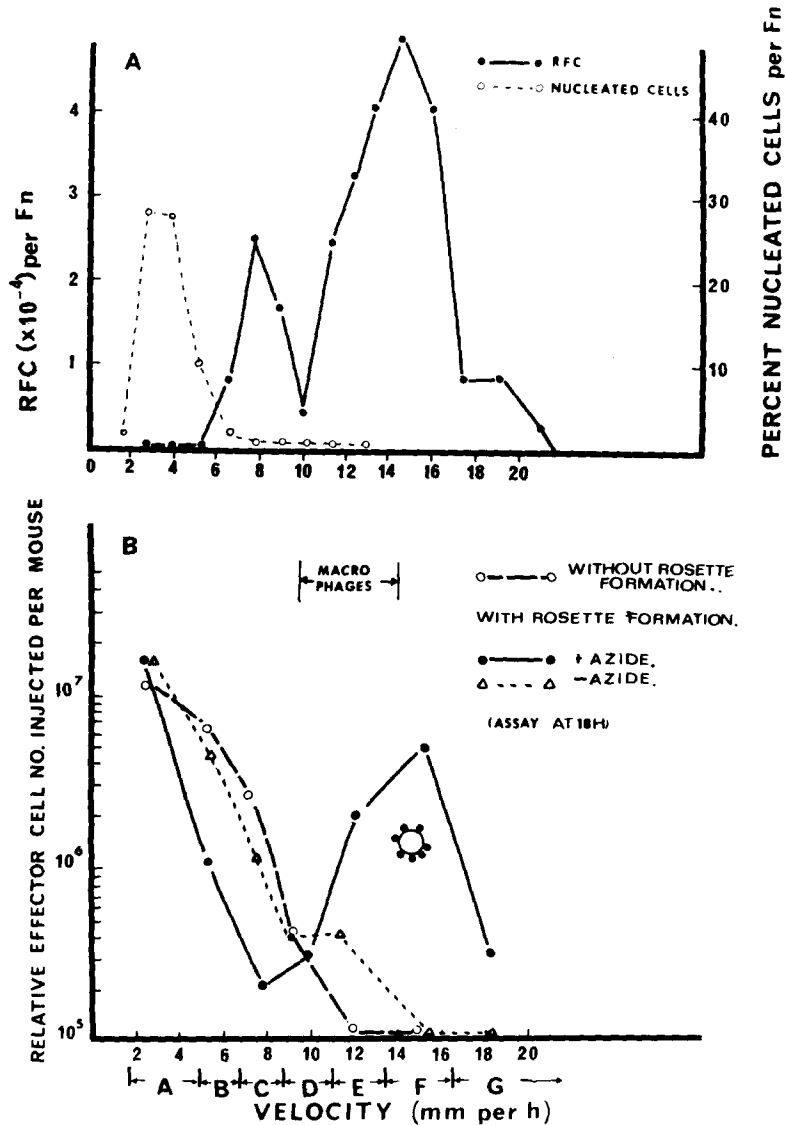 A
RFC
NUCLEATED CELLS
RFC (x10⁻⁴) per Fn
4
3
2
1
PERCENT NUCLEATED CELLS per Fn
40
30
20
10
0 2 4 6 8 10 12 14 16 18 20
B
MACRO
PHAGES
WITHOUT ROSETTE
FORMATION..
WITH ROSETTE FORMATION.
+ AZIDE.
-AZIDE.
(ASSAY AT 18H)
RELATIVE EFFECTOR CELL NO. INJECTED PER MOUSE
10⁷
10⁶
10⁵
2 4 6 8 10 12 14 16 18 20
A B C D E F G
VELOCITY (mm per h)